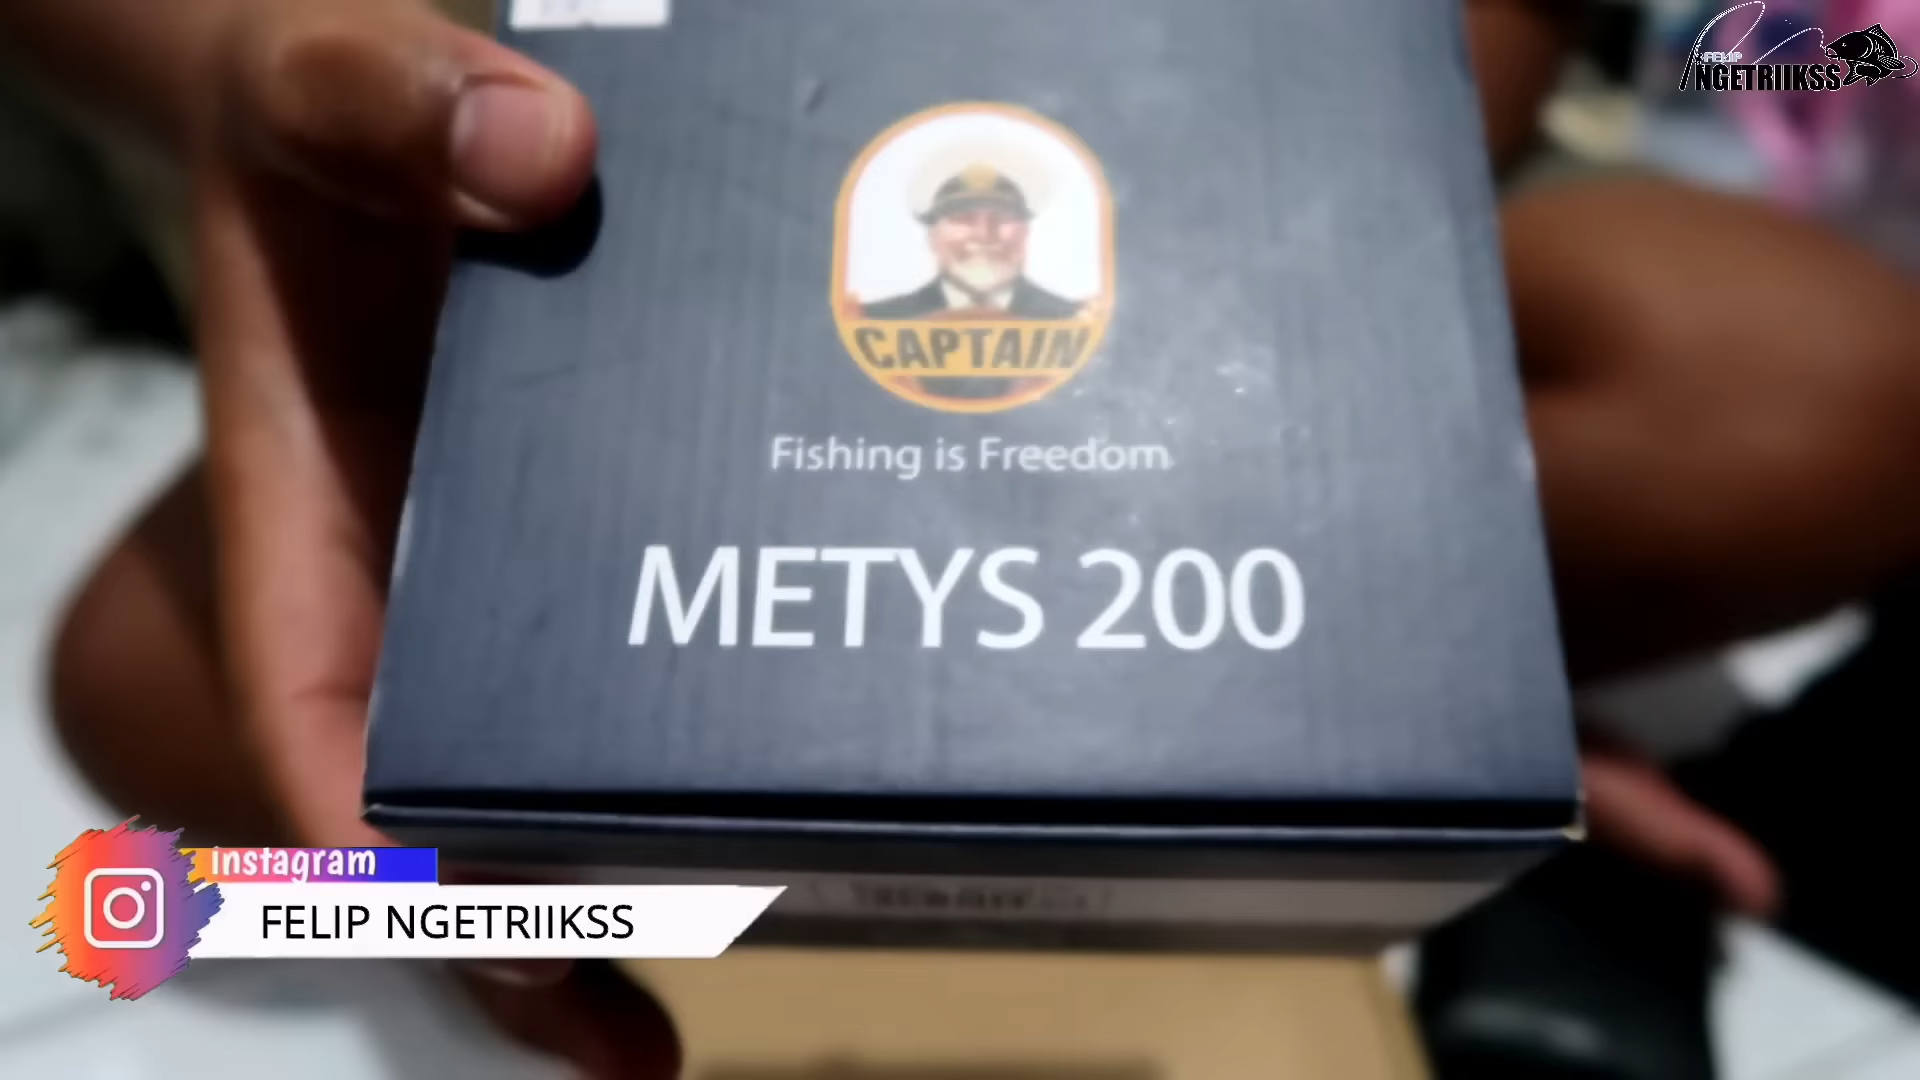 FELIP
NGETRIIKSS
CAPTAIN
Fishing is Freedom
METYS 200
instagram
FELIP NGETRIIKSS